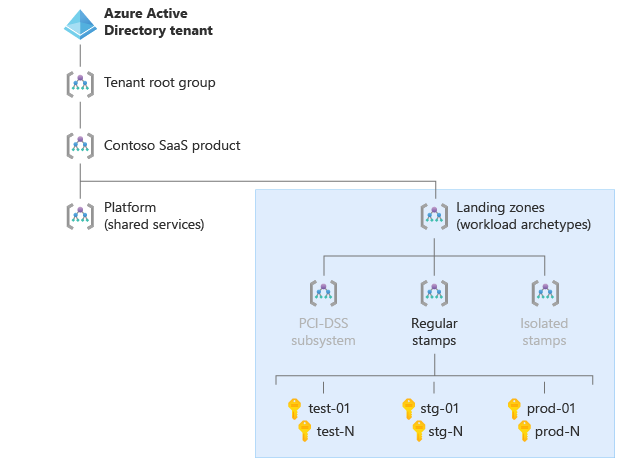 Azure Active
Directory tenant
Tenant root group
Contoso SaaS product
Platform
(shared services)
Landing zones
(workload archetypes)
PCI-DSS
subsystem
Regular
stamps
Isolated
stamps
test-01
test-N
stg-01
stg-N
prod-01
prod-N